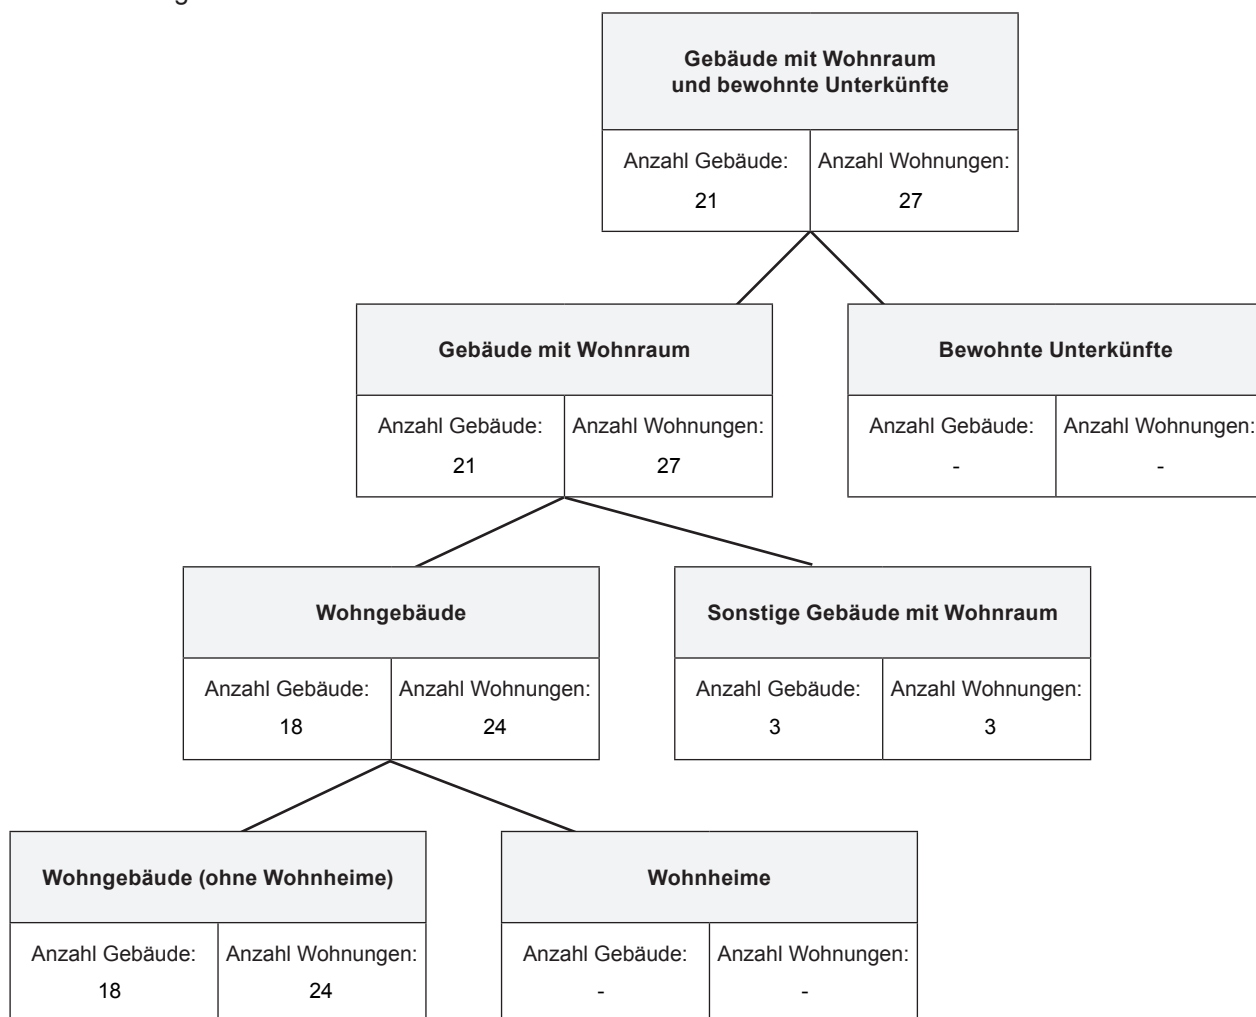 Gebäude mit Wohnraum
und bewohnte Unterkünfte
Anzahl Gebäude: Anzahl Wohnungen:
21 27
Gebäude mit Wohnraum
Anzahl Gebäude: Anzahl Wohnungen:
21 27
Bewohnte Unterkünfte
Anzahl Gebäude: Anzahl Wohnungen:
- -
Wohngebäude
Anzahl Gebäude: Anzahl Wohnungen:
18 24
Sonstige Gebäude mit Wohnraum
Anzahl Gebäude: Anzahl Wohnungen:
3 3
Wohngebäude (ohne Wohnheime)
Anzahl Gebäude: Anzahl Wohnungen:
18 24
Wohnheime
Anzahl Gebäude: Anzahl Wohnungen:
- -